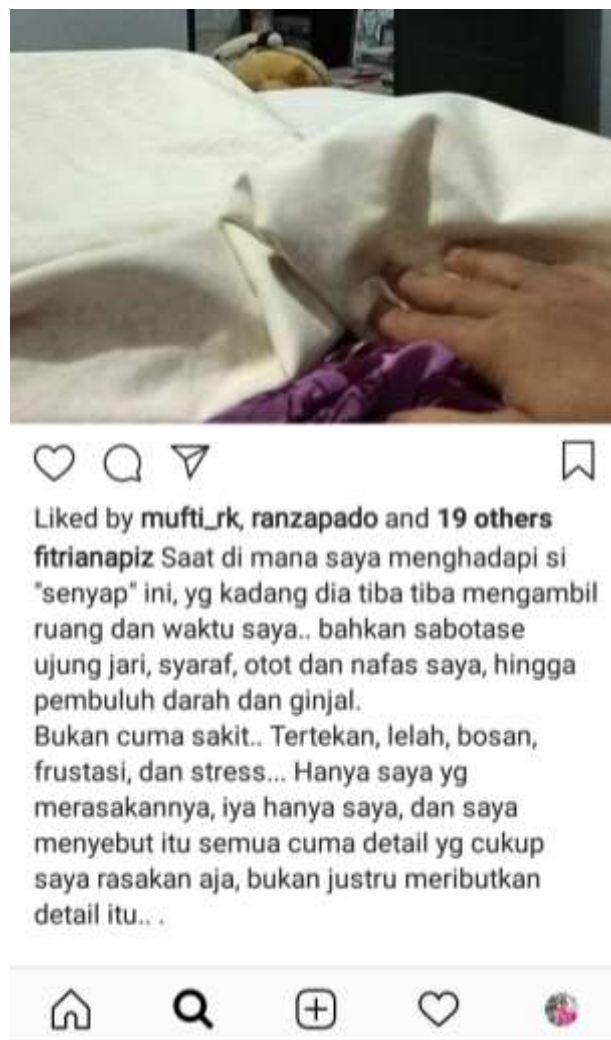 Liked by mufti_rk, ranzapado and 19 others
fitrianapiz Saat di mana saya menghadapi si
"senyap" ini, yg kadang dia tiba tiba mengambil
ruang dan waktu saya.. bahkan sabotase
ujung jari, syaraf, otot dan nafas saya, hingga
pembuluh darah dan ginjal.
Bukan cuma sakit.. Tertekan, lelah, bosan,
frustasi, dan stress... Hanya saya yg
merasakannya, iya hanya saya, dan saya
menyebut itu semua cuma detail yg cukup
saya rasakan aja, bukan justru meributkan
detail itu.. .